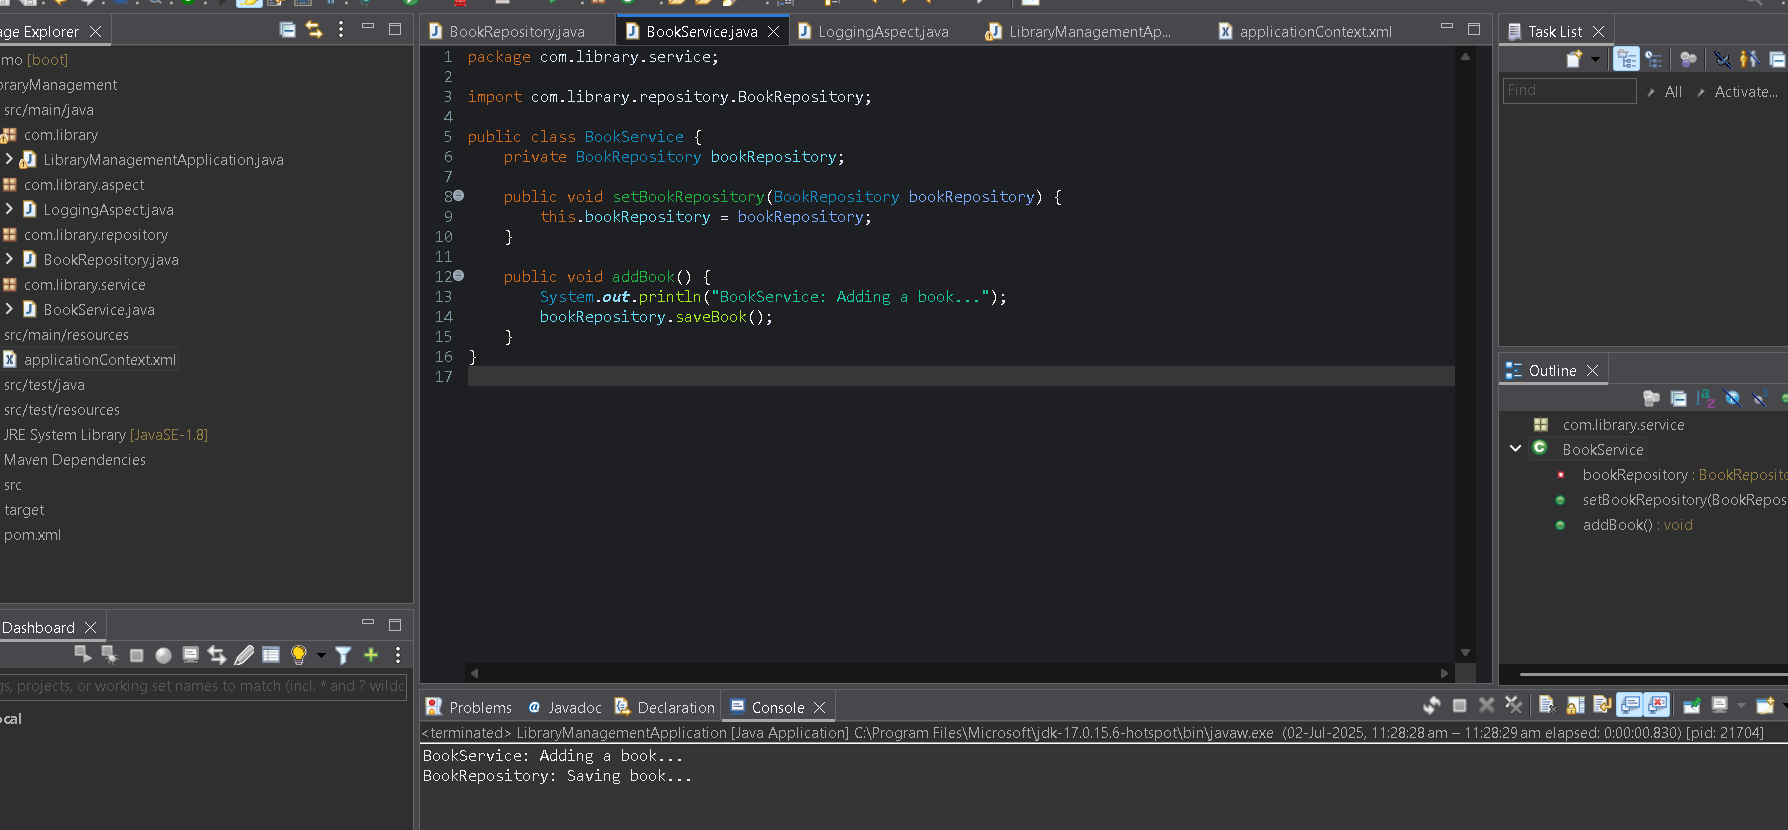 age Explorer
mo [boot]
braryManagement
src/main/java
com.library
LibraryManagementApplication.java
com.library.aspect
LoggingAspect.java
com.library.repository
BookRepository.java
com.library.service
BookService.java
src/main/resources
applicationContext.xml
src/test/java
src/test/resources
JRE System Library [JavaSE-1.8]
Maven Dependencies
src
target
pom.xml
Dashboard
gs, projects, or working set names to match (incl. * and ? wildc
ocal
BookRepository.java BookService.java LoggingAspect.java LibraryManagementAp... applicationContext.xml
1 package com.library.service;
2
3 import com.library.repository.BookRepository;
4
5 public class BookService {
6 private BookRepository bookRepository;
7
8 public void setBookRepository(BookRepository bookRepository) {
9 this.bookRepository = bookRepository;
10 }
11
12 public void addBook() {
13 System.out.println("BookService: Adding a book...");
14 bookRepository.saveBook();
15 }
16 }
17
Problems Javadoc Declaration Console
<terminated> LibraryManagementApplication [Java Application] C:\Program Files\Microsoft\jdk-17.0.15.6-hotspot\bin\javaw.exe (02-Jul-2025, 11:28:28 am – 11:28:29 am elapsed: 0:00:00.830) [pid: 21704]
BookService: Adding a book...
BookRepository: Saving book...
Task List
Find All Activate...
Outline
com.library.service
BookService
bookRepository : BookReposito
setBookRepository(BookRepos
addBook() : void